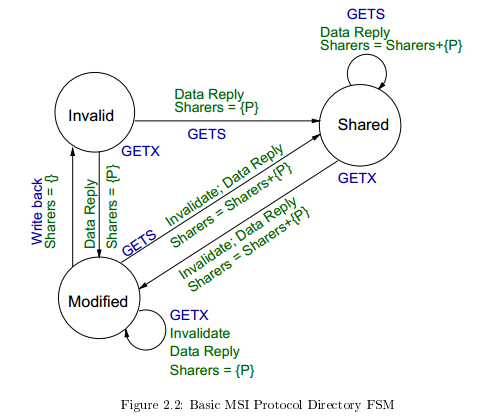 GETS
Data Reply
Sharers = Sharers+{P}
Data Reply
Sharers = {P}
Invalid
Shared
GETS
GETX
GETX
Write back
Sharers = {}
Data Reply
Sharers = {P}
GETS
Invalidate; Data Reply
Sharers = Sharers+{P}
Invalidate; Data Reply
Sharers = Sharers+{P}
Modified
GETX
Invalidate
Data Reply
Sharers = {P}
Figure 2.2: Basic MSI Protocol Directory FSM